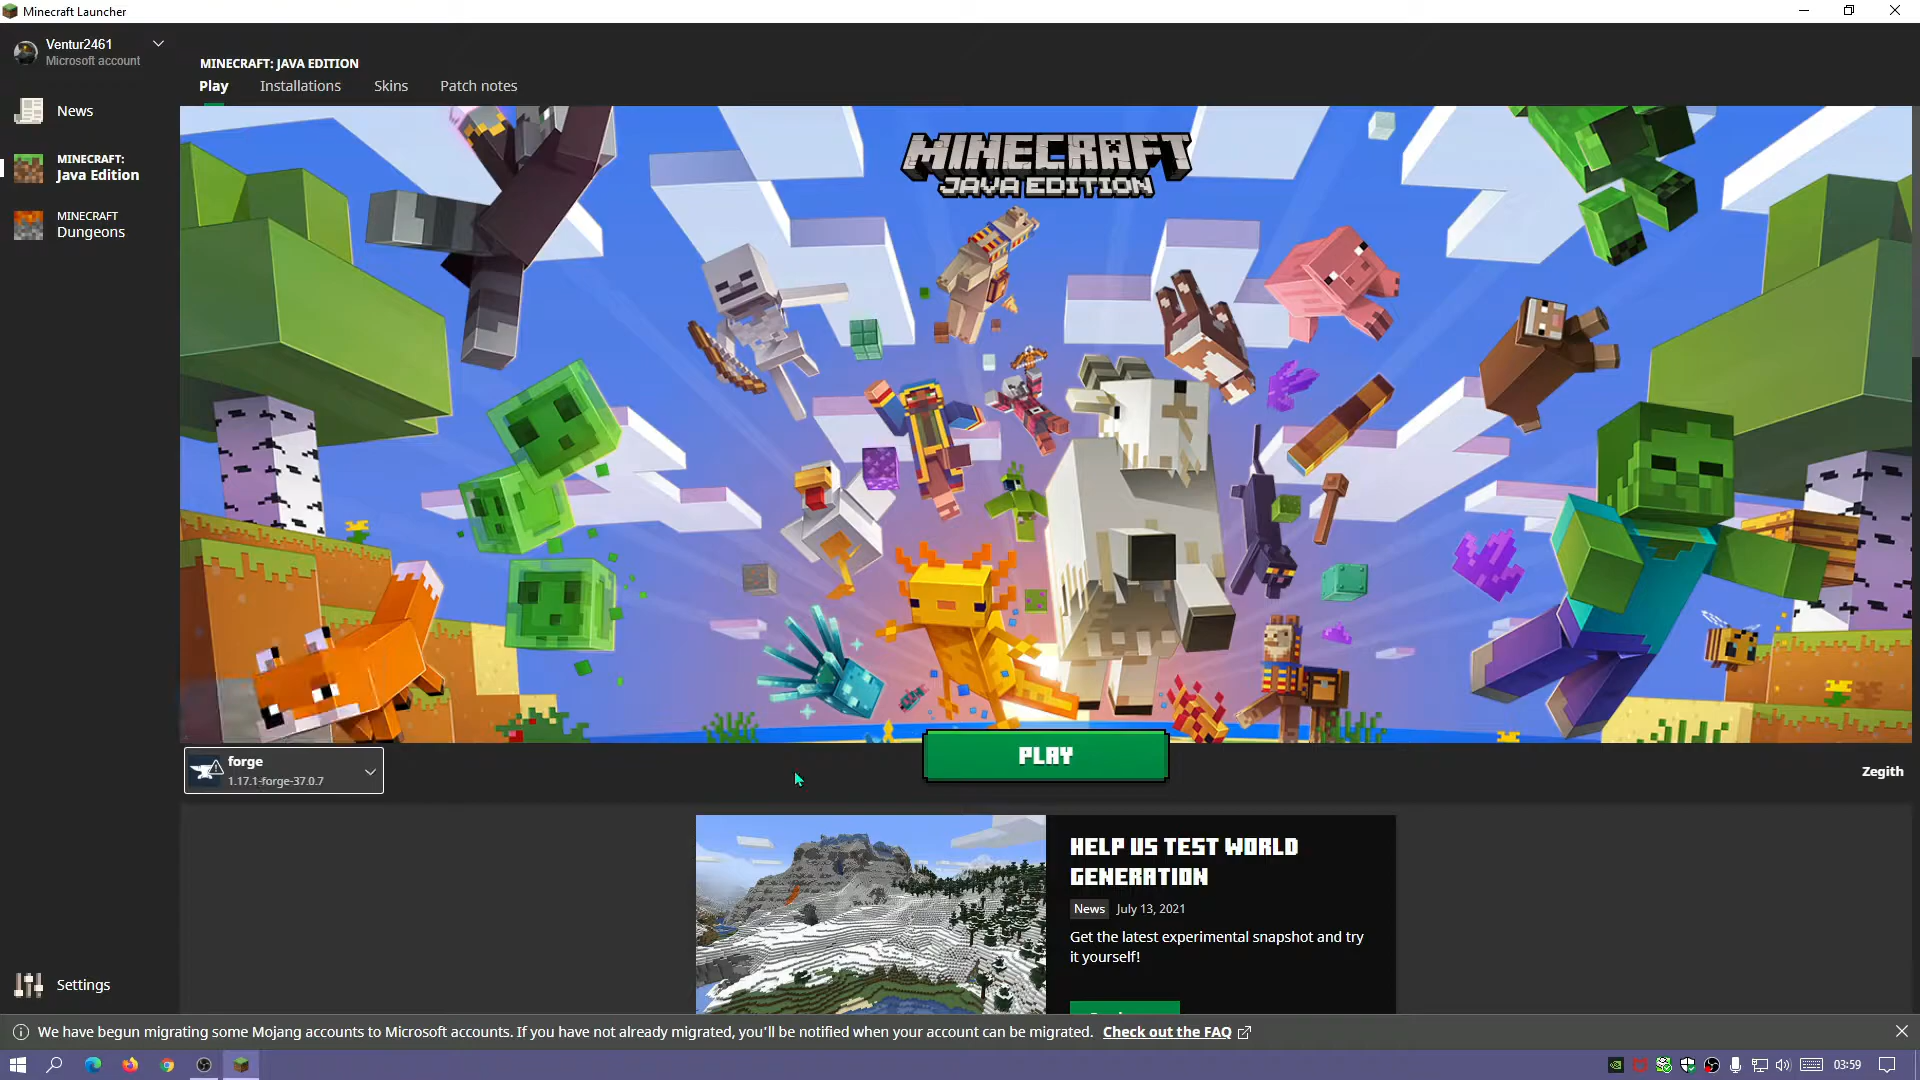 Minecraft Launcher
Ventur2461
Microsoft account
News
MINECRAFT:
Java Edition
MINECRAFT
Dungeons
Settings
MINECRAFT: JAVA EDITION
Play Installations Skins Patch notes
MINECRAFT
JAVA EDITION
forge
1.17.1-forge-37.0.7
PLAY
Zegith
HELP US TEST WORLD
GENERATION
News July 13, 2021
Get the latest experimental snapshot and try
it yourself!
We have begun migrating some Mojang accounts to Microsoft accounts. If you have not already migrated, you'll be notified when your account can be migrated. Check out the FAQ
03:59